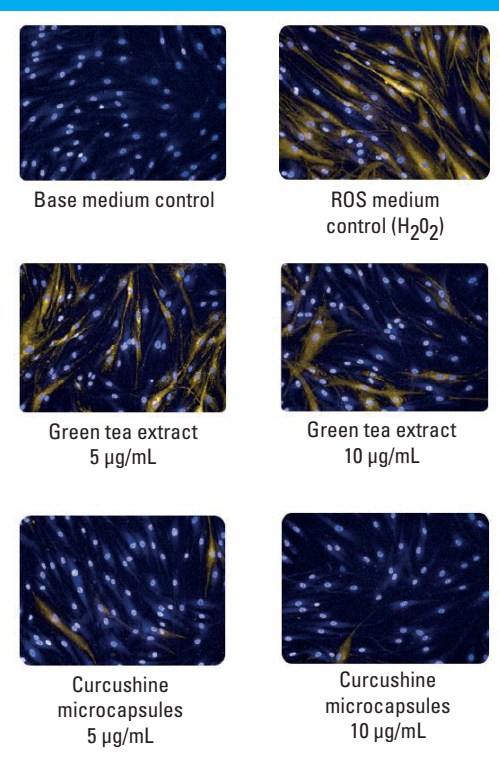 Base medium control
ROS medium
control (H202)
Green tea extract
5 µg/mL
Green tea extract
10 µg/mL
Curcushine
microcapsules
5 µg/mL
Curcushine
microcapsules
10 µg/mL